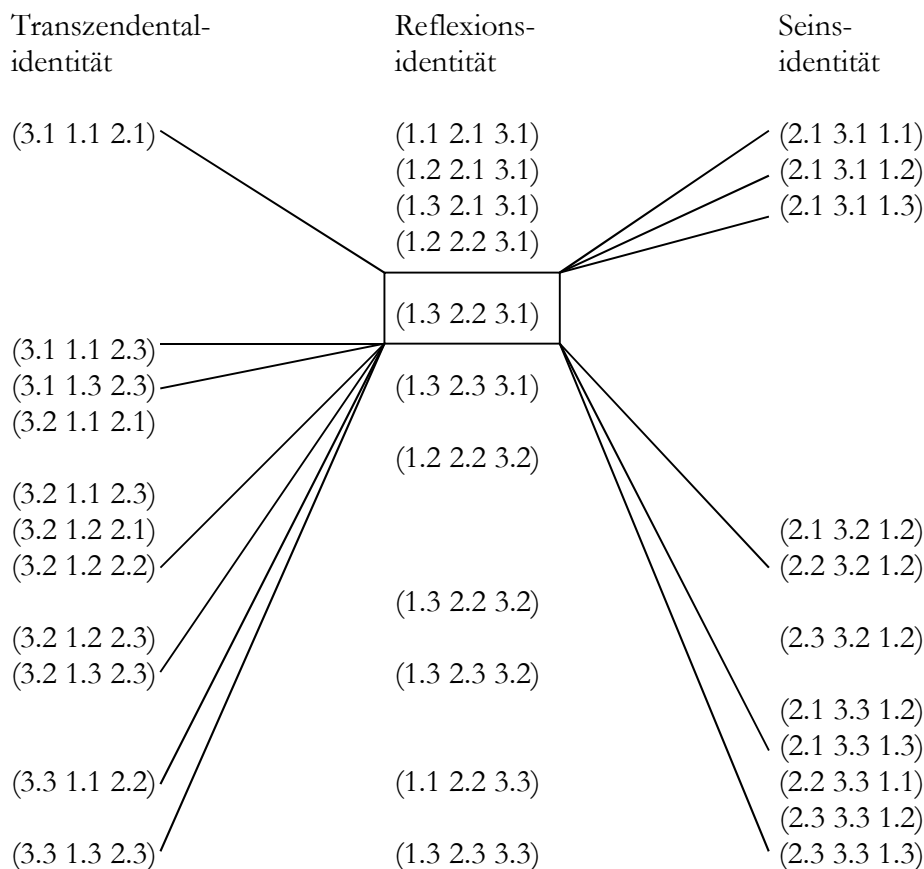 Transzendental- Reflexions- Seins-
identität identität identität
(3.1 1.1 2.1) (1.1 2.1 3.1) (2.1 3.1 1.1)
(1.2 2.1 3.1) (2.1 3.1 1.2)
(1.3 2.1 3.1) (2.1 3.1 1.3)
(1.2 2.2 3.1)
(1.3 2.2 3.1)
(3.1 1.1 2.3)
(3.1 1.3 2.3) (1.3 2.3 3.1)
(3.2 1.1 2.1)
(1.2 2.2 3.2)
(3.2 1.1 2.3)
(3.2 1.2 2.1) (2.1 3.2 1.2)
(3.2 1.2 2.2) (2.2 3.2 1.2)
(1.3 2.2 3.2)
(3.2 1.2 2.3) (2.3 3.2 1.2)
(3.2 1.3 2.3) (1.3 2.3 3.2)
(2.1 3.3 1.2)
(2.1 3.3 1.3)
(3.3 1.1 2.2) (1.1 2.2 3.3) (2.2 3.3 1.1)
(2.3 3.3 1.2)
(3.3 1.3 2.3) (1.3 2.3 3.3) (2.3 3.3 1.3)